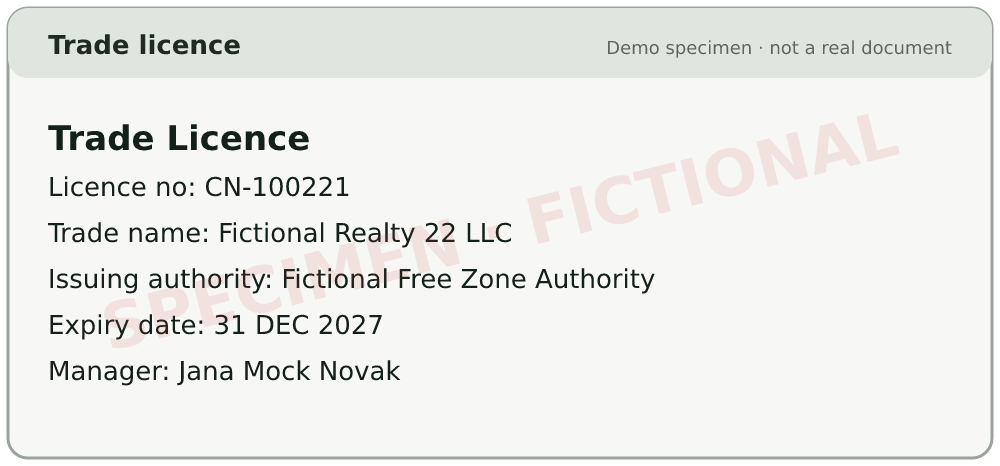 Trade licence
Demo specimen · not a real document
Trade Licence
Licence no: CN-100221
Trade name: Fictional Realty 22 LLC
Issuing authority: Fictional Free Zone Authority
Expiry date: 31 DEC 2027
Manager: Jana Mock Novak
SPECIMEN · FICTIONAL